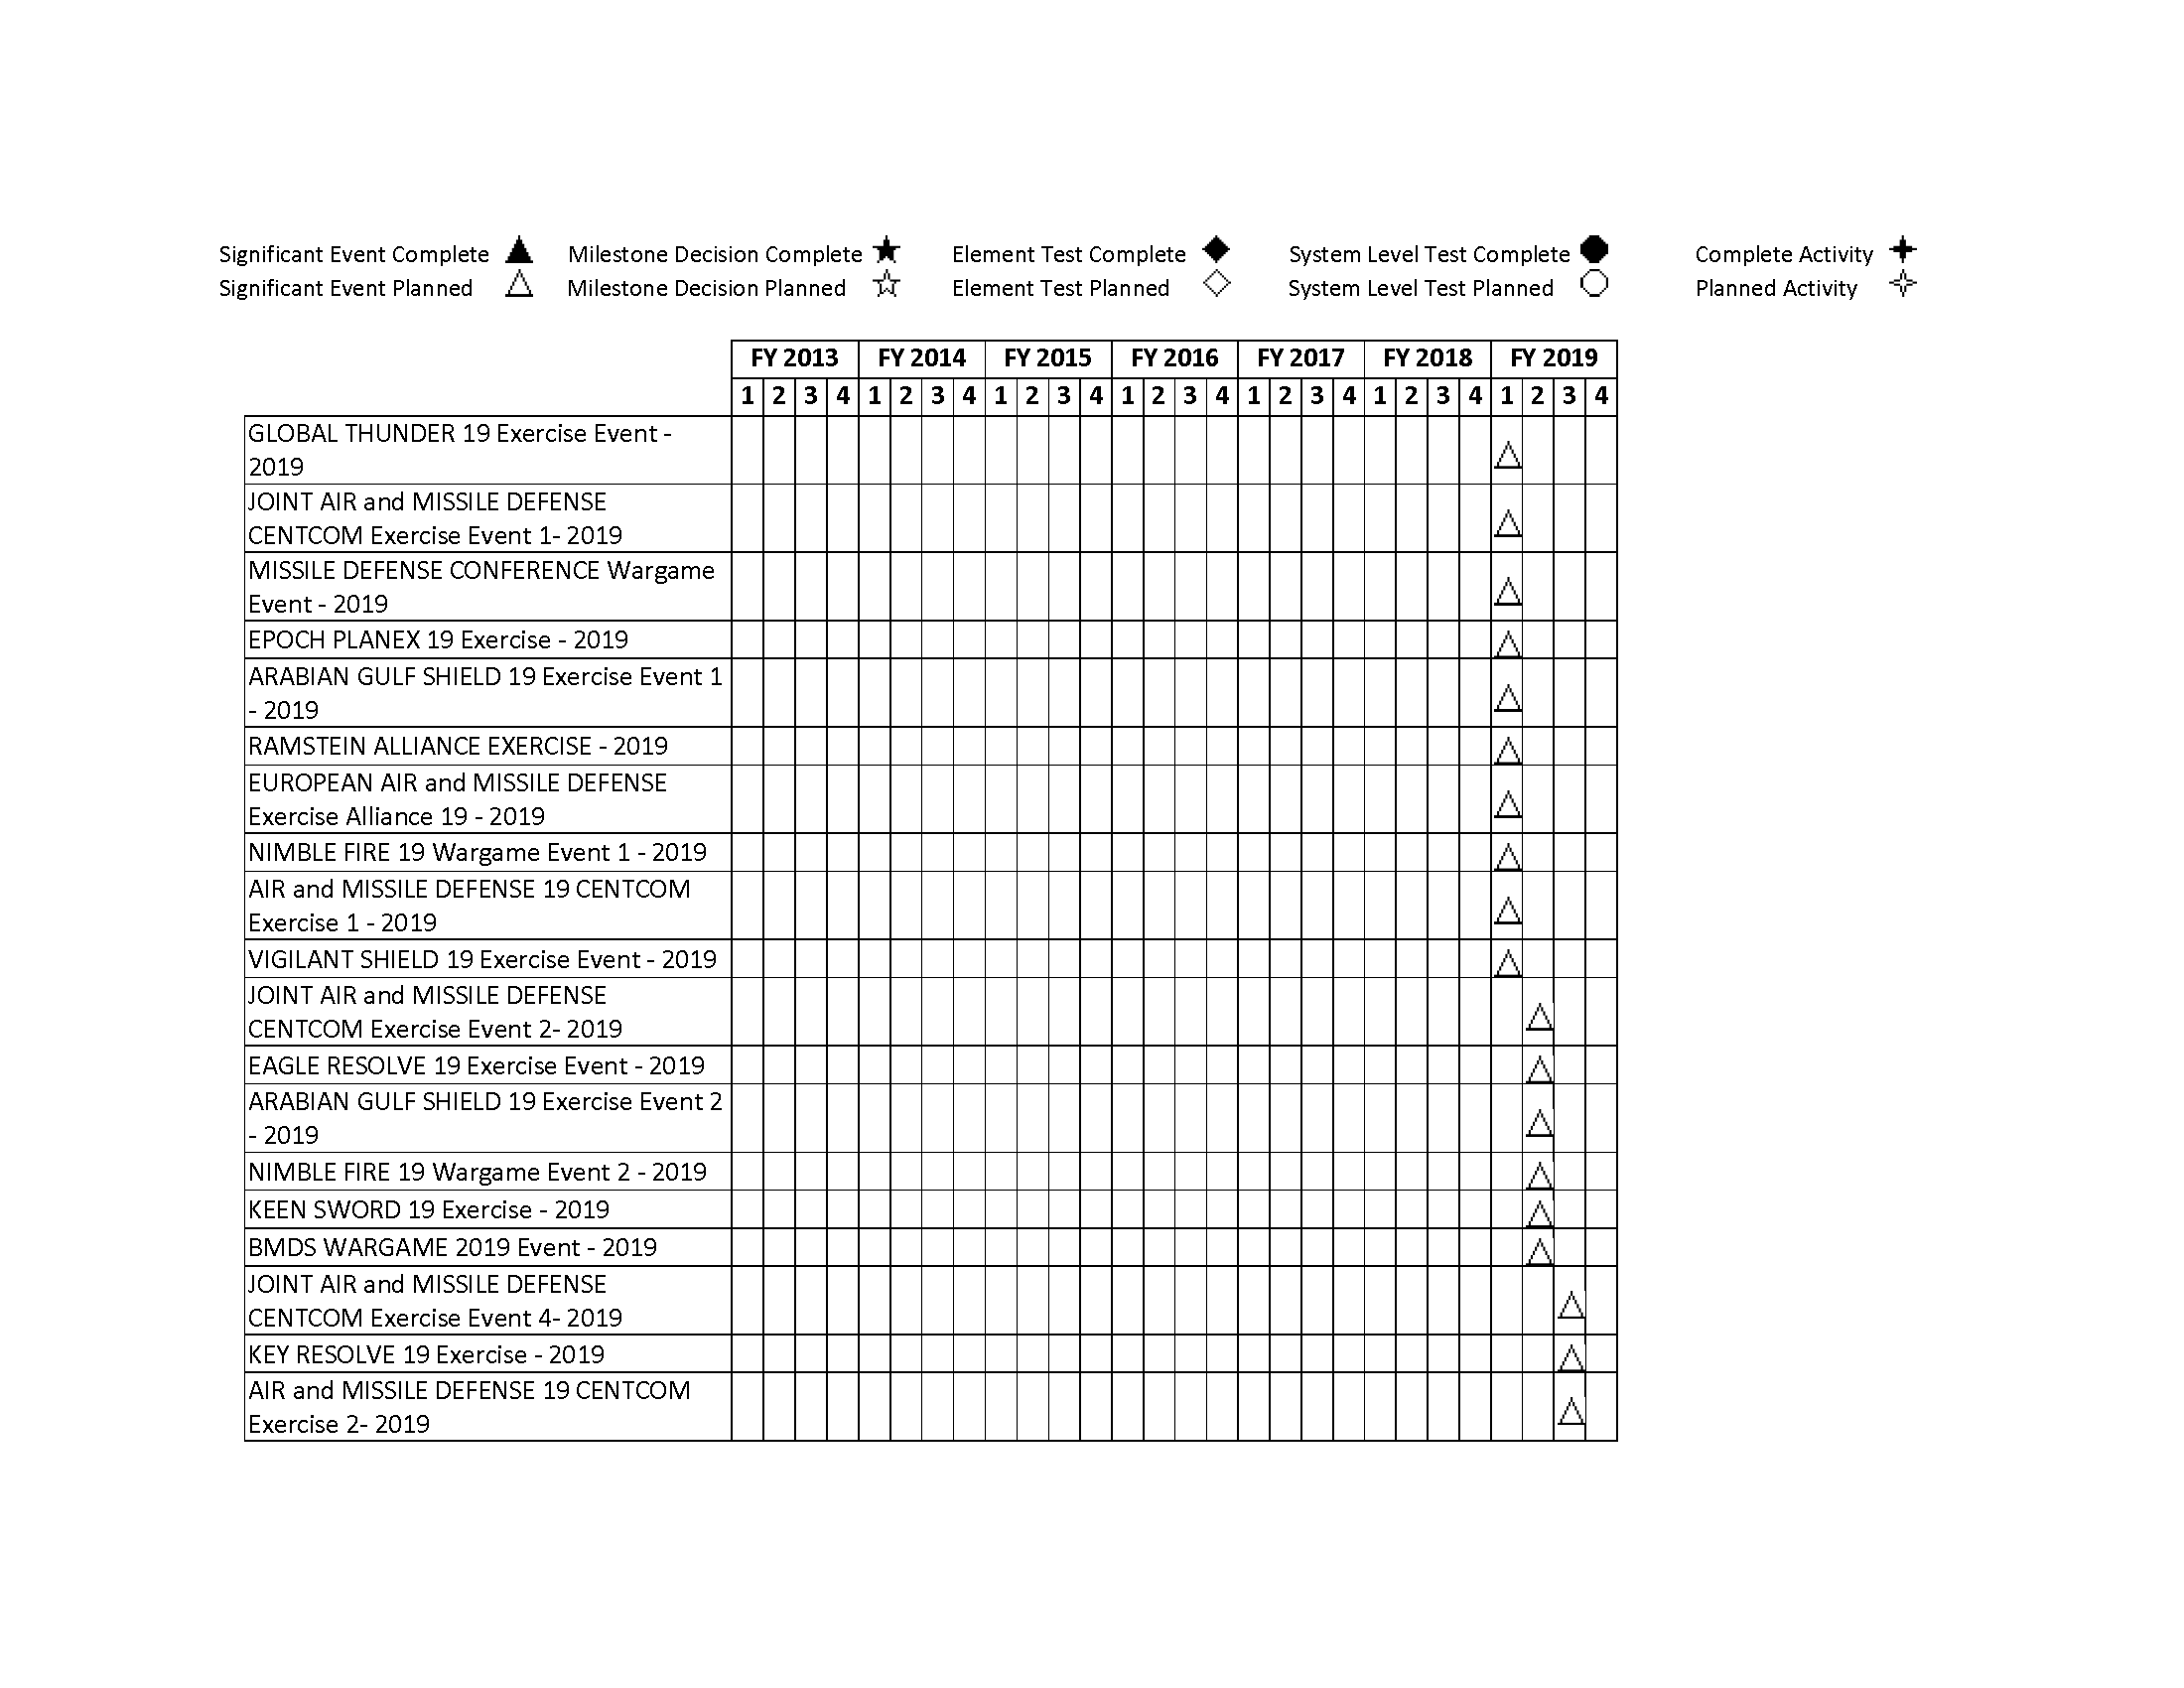 Significant Event Complete Milestone Decision Complete Element Test Complete System Level Test Complete Complete Activity
Significant Event Planned Milestone Decision Planned Element Test Planned System Level Test Planned Planned Activity
FY 2013 FY 2014 FY 2015 FY 2016 FY 2017 FY 2018 FY 2019
1 2 3 4 1 2 3 4 1 2 3 4 1 2 3 4 1 2 3 4 1 2 3 4 1 2 3 4
GLOBAL THUNDER 19 Exercise Event -
2019
JOINT AIR and MISSILE DEFENSE
CENTCOM Exercise Event 1- 2019
MISSILE DEFENSE CONFERENCE Wargame
Event - 2019
EPOCH PLANEX 19 Exercise - 2019
ARABIAN GULF SHIELD 19 Exercise Event 1
- 2019
RAMSTEIN ALLIANCE EXERCISE - 2019
EUROPEAN AIR and MISSILE DEFENSE
Exercise Alliance 19 - 2019
NIMBLE FIRE 19 Wargame Event 1 - 2019
AIR and MISSILE DEFENSE 19 CENTCOM
Exercise 1 - 2019
VIGILANT SHIELD 19 Exercise Event - 2019
JOINT AIR and MISSILE DEFENSE
CENTCOM Exercise Event 2- 2019
EAGLE RESOLVE 19 Exercise Event - 2019
ARABIAN GULF SHIELD 19 Exercise Event 2
- 2019
NIMBLE FIRE 19 Wargame Event 2 - 2019
KEEN SWORD 19 Exercise - 2019
BMDS WARGAME 2019 Event - 2019
JOINT AIR and MISSILE DEFENSE
CENTCOM Exercise Event 4- 2019
KEY RESOLVE 19 Exercise - 2019
AIR and MISSILE DEFENSE 19 CENTCOM
Exercise 2- 2019